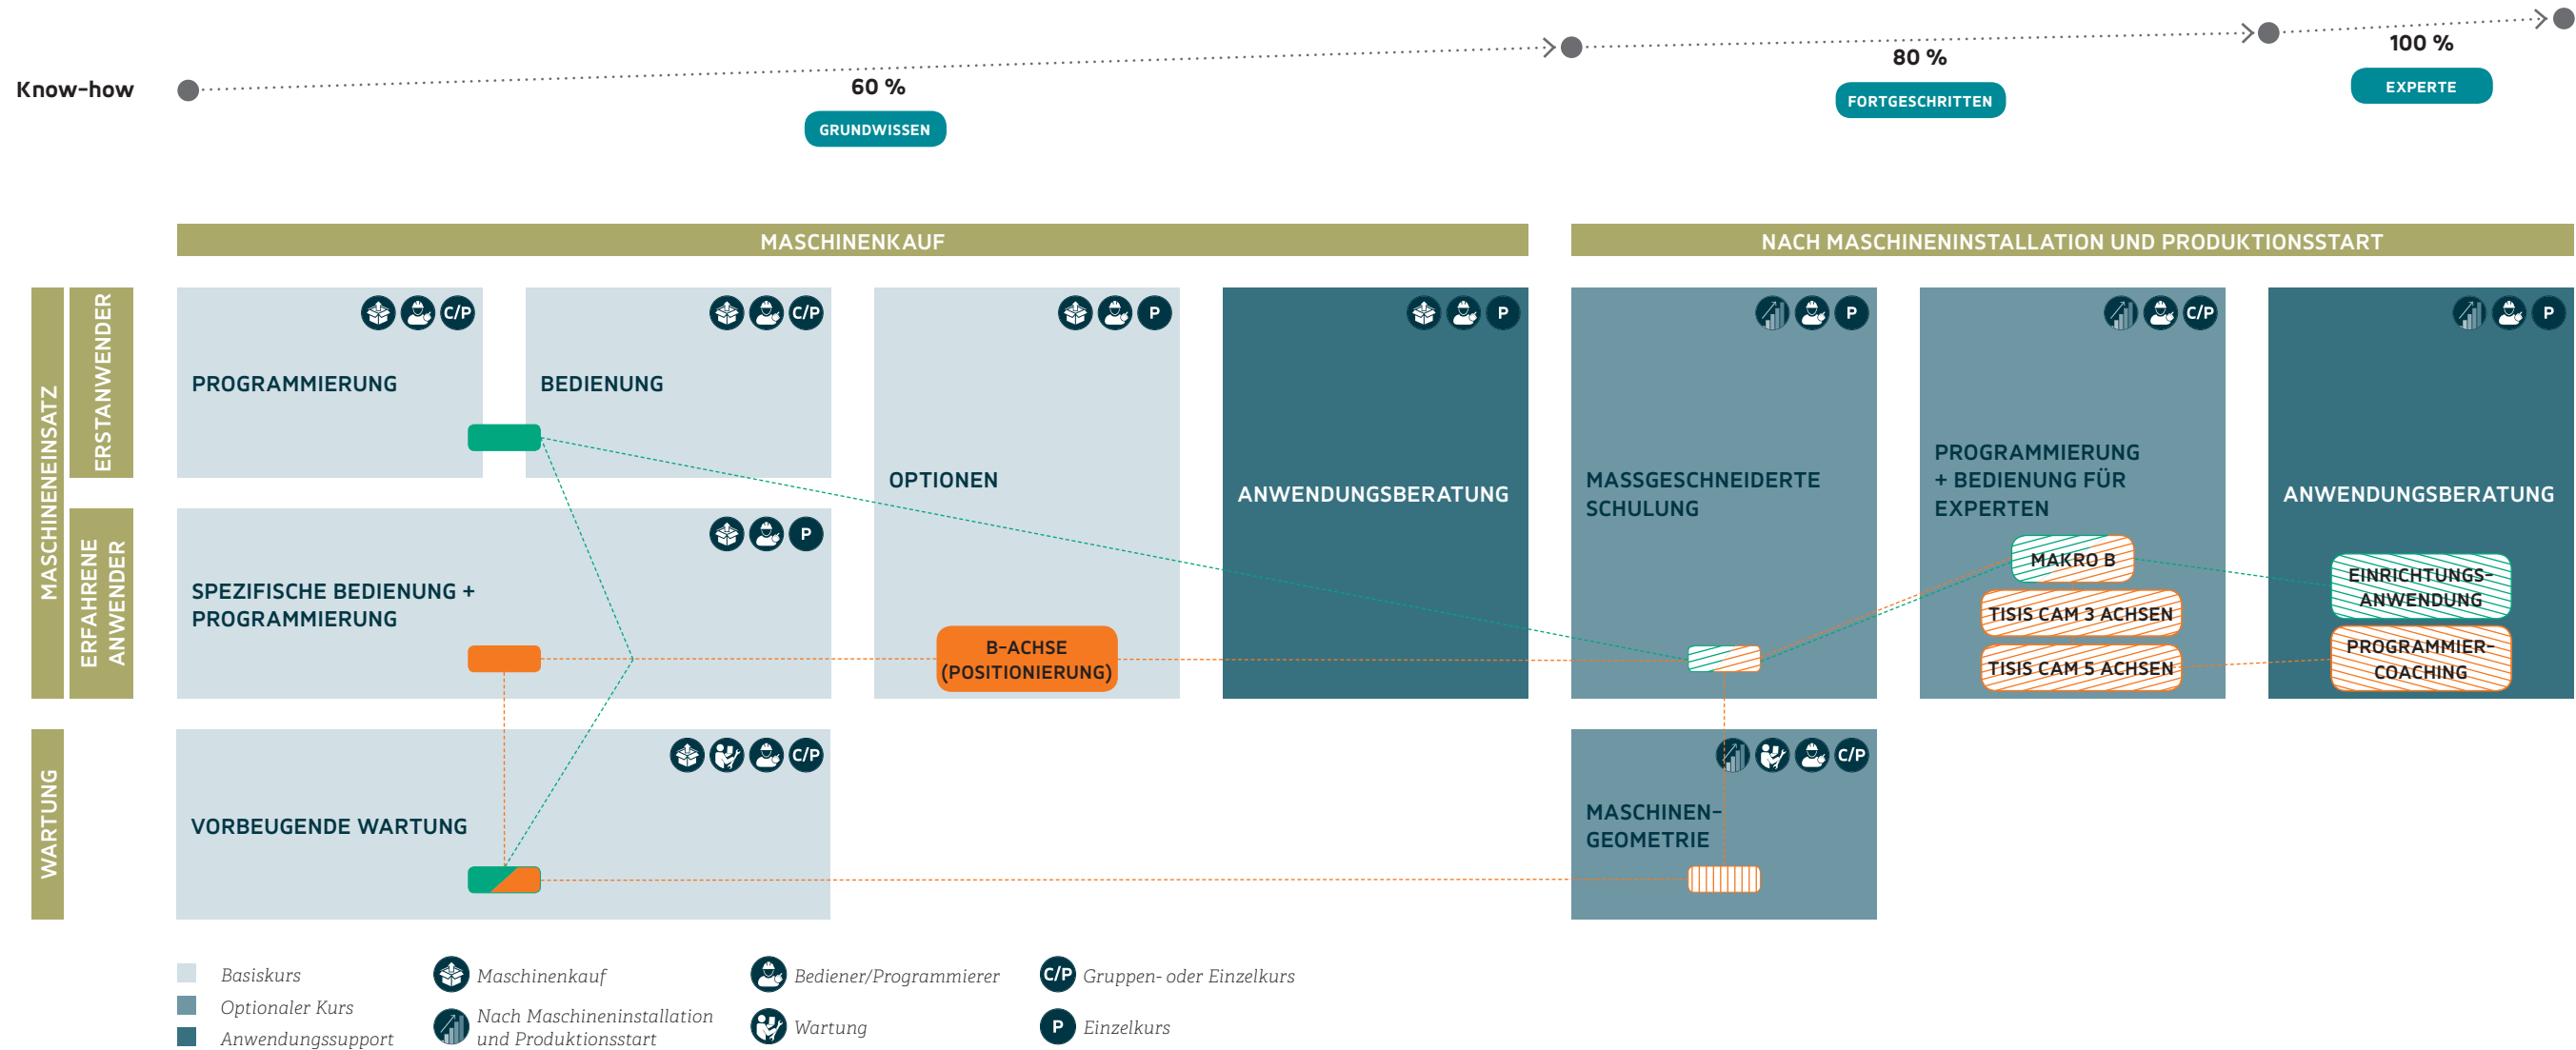 Know-how
60 %
GRUNDWISSEN
80 %
FORTGESCHRITTEN
100 %
EXPERTE
MASCHINENKAUF
NACH MASCHINENINSTALLATION UND PRODUKTIONSSTART
MASCHINENEINSATZ
ERSTANWENDER
ERFAHRENE
ANWENDER
WARTUNG
C/P
PROGRAMMIERUNG
C/P
BEDIENUNG
P
OPTIONEN
B-ACHSE
(POSITIONIERUNG)
P
ANWENDUNGSBERATUNG
P
MASSGESCHNEIDERTE
SCHULUNG
C/P
PROGRAMMIERUNG
+ BEDIENUNG FÜR
EXPERTEN
MAKRO B
TISIS CAM 3 ACHSEN
TISIS CAM 5 ACHSEN
P
ANWENDUNGSBERATUNG
EINRICHTUNGS-
ANWENDUNG
PROGRAMMIER-
COACHING
P
SPEZIFISCHE BEDIENUNG +
PROGRAMMIERUNG
C/P
VORBEUGENDE WARTUNG
C/P
MASCHINEN-
GEOMETRIE
Basiskurs
Optionaler Kurs
Anwendungssupport
Maschinenkauf
Nach Maschineninstallation
und Produktionsstart
Bediener/Programmierer
Wartung
C/P Gruppen- oder Einzelkurs
P Einzelkurs